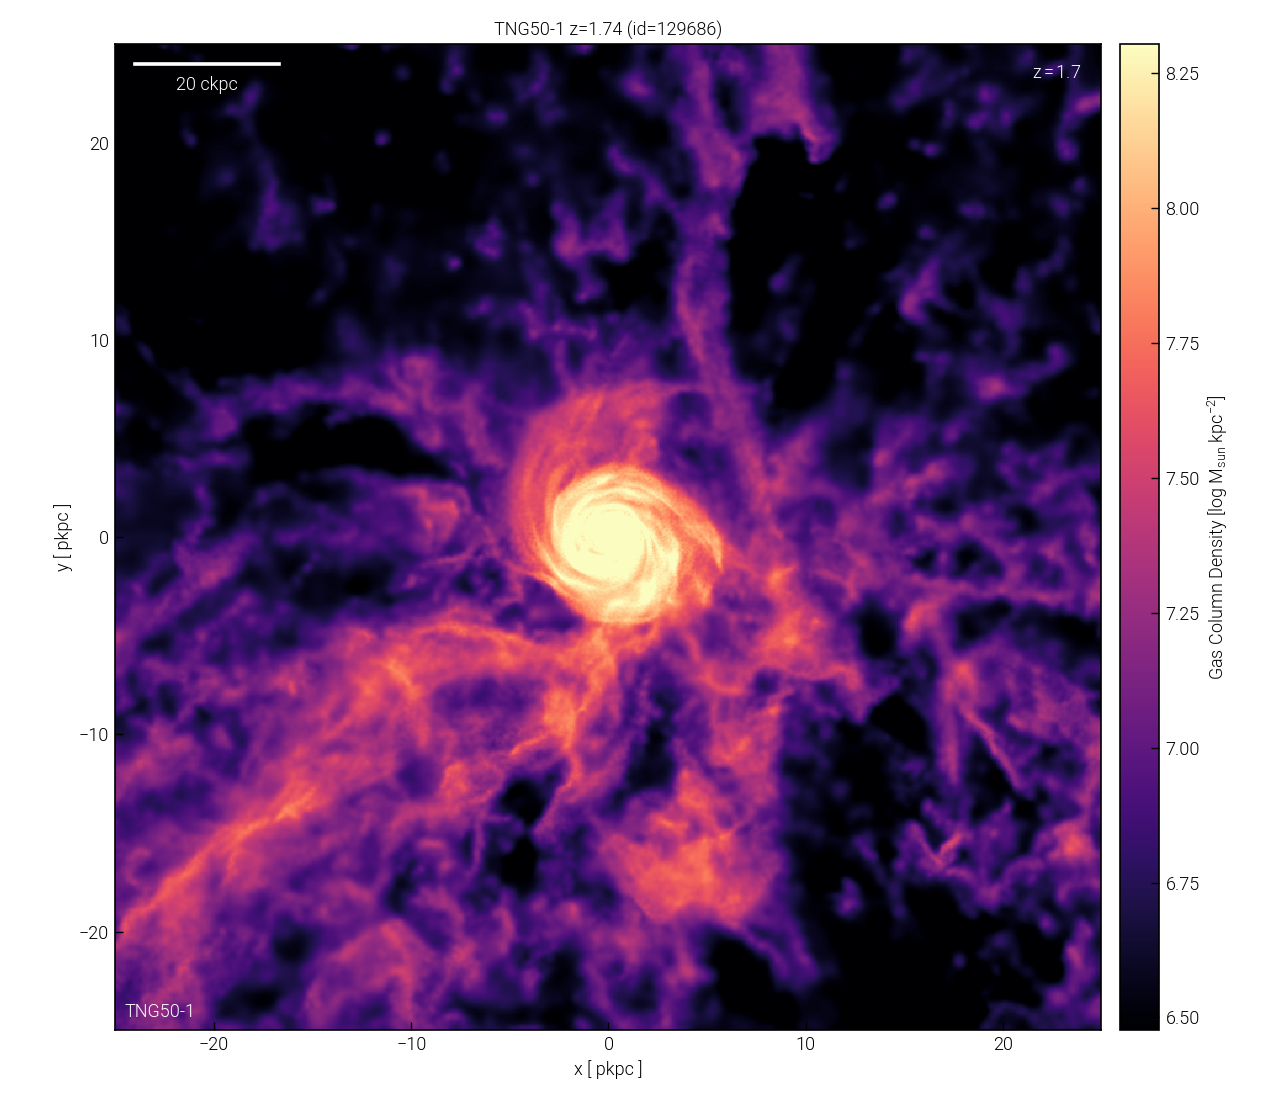 TNG50-1 z=1.74 (id=129686)
20 ckpc
z=1.7
20
10
0
−10
−20
y [ pkpc ]
TNG50-1
−20
−10
0
10
20
x [ pkpc ]
8.25
8.00
7.75
7.50
7.25
7.00
6.75
6.50
Gas Column Density [log M_sun kpc^−2]